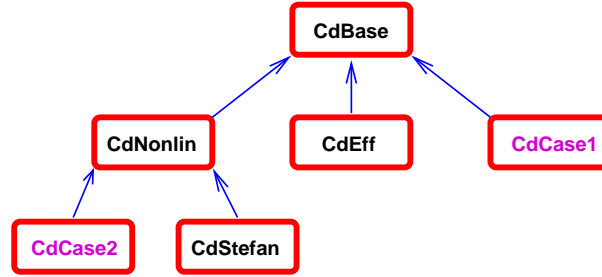 CdBase
CdNonlin
CdEff
CdCase1
CdCase2
CdStefan